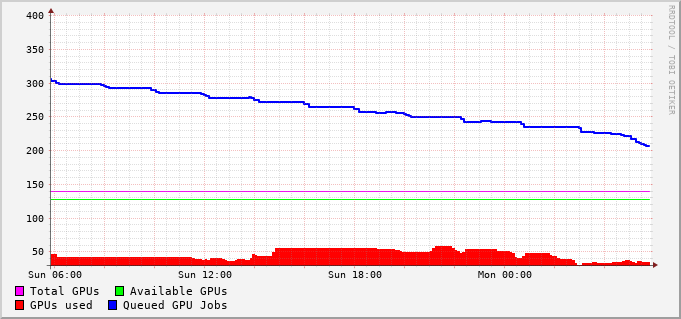 400
350
300
250
200
150
100
50
Sun 06:00 Sun 12:00 Sun 18:00 Mon 00:00
Total GPUs Available GPUs
GPUs used Queued GPU Jobs
RRDTOOL / TOBI OETIKER